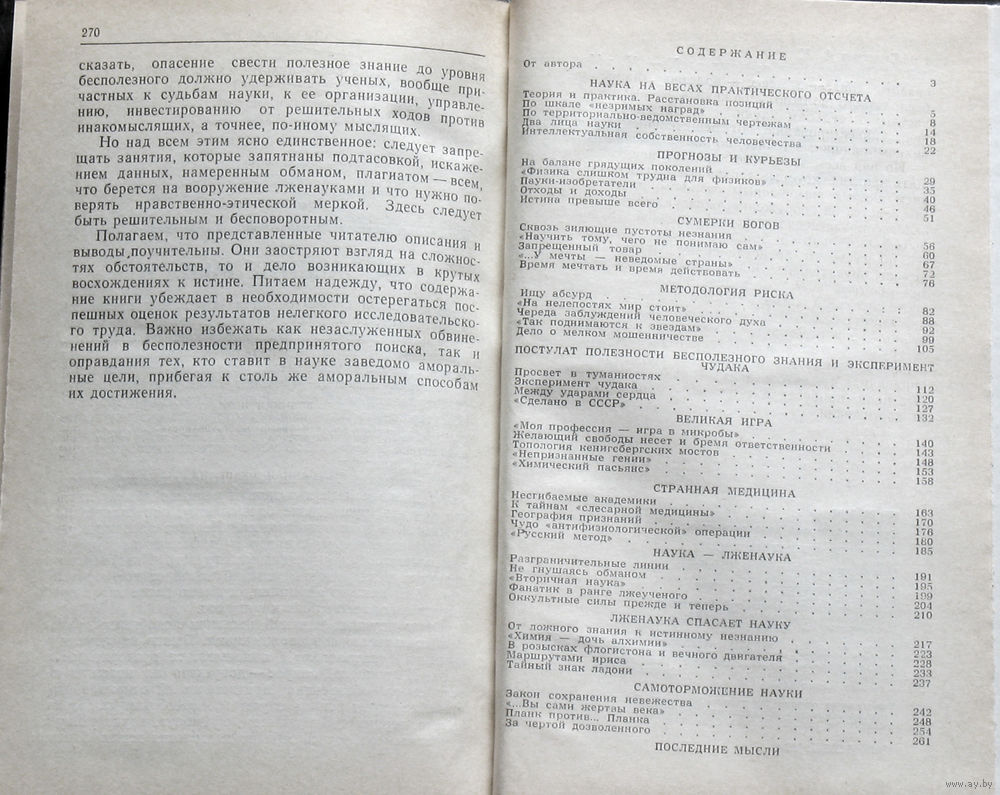 270
сказать, опасение свести полезное знание до уровня
бесполезного должно удерживать ученых, вообще при-
частных к судьбам науки, к ее организации, управле-
нию, инвестированию от решительных ходов против
инакомыслящих, а точнее, по-иному мыслящих.
Но над всем этим ясно единственное: следует запре-
щать занятия, которые запятнаны подтасовкой, искаже-
нием данных, намеренным обманом, плагиатом — всем,
что берется на вооружение лженауками и что нужно по-
верять нравственно-этической меркой. Здесь следует
быть решительным и бесповоротным.
Полагаем, что представленные читателю описания и
выводы поучительны. Они заостряют взгляд на сложнос-
тях обстоятельств, то и дело возникающих в крутых
восхождениях к истине. Питаем надежду, что содержа-
ние книги убеждает в необходимости остерегаться пос-
пешных оценок результатов нелегкого исследовательско-
го труда. Важно избежать как незаслуженных обвине-
ний в бесполезности предпринятого поиска, так и
оправдания тех, кто ставит в науке заведомо амораль-
ные цели, прибегая к столь же аморальным способам
их достижения.
СОДЕРЖАНИЕ
От автора 3
НАУКА НА ВЕСАХ ПРАКТИЧЕСКОГО ОТСЧЕТА
Теория и практика. Расстановка позиций 5
По шкале «незримых наград» 8
По территориально-ведомственным чертежам 14
Два лица науки 18
Интеллектуальная собственность человечества 22
ПРОГНОЗЫ И КУРЬЕЗЫ
На балансе грядущих поколений 29
«Физика слишком трудна для физиков» 35
Пауки-изобретатели 40
Отходы и доходы 46
Истина превыше всего 51
СУМЕРКИ БОГОВ
Сквозь зияющие пустоты незнания 56
«Научить тому, чего не понимаю сам» 60
Запрещенный товар 67
«...У мечты — неведомые страны» 72
Время мечтать и время действовать 76
МЕТОДОЛОГИЯ РИСКА
Ищу абсурд 82
«На нелепостях мир стоит» 88
Череда заблуждений человеческого духа 92
«Так поднимаются к звездам» 99
Дело о мелком мошенничестве 105
ПОСТУЛАТ ПОЛЕЗНОСТИ БЕСПОЛЕЗНОГО ЗНАНИЯ И ЭКСПЕРИМЕНТ
ЧУДАКА
Просвет в туманностях 112
Эксперимент чудака 120
Между ударами сердца 127
«Сделано в СССР» 132
ВЕЛИКАЯ ИГРА
«Моя профессия — игра в микробы» 140
Желающий свободы несет и бремя ответственности 143
Топология кенигсбергских мостов 148
«Непризнанные гении» 153
«Химический пасьянс» 158
СТРАННАЯ МЕДИЦИНА
Несгибаемые академики 163
К тайнам «слесарной медицины» 170
География признаний 176
Чудо «антифизиологической» операции 180
«Русский метод» 185
НАУКА — ЛЖЕНАУКА
Разграничительные линии 191
Не гнушаясь обманом 195
«Вторичная наука» 199
Фанатик в ранге лжеученого 204
Оккультные силы прежде и теперь 210
ЛЖЕНАУКА СПАСАЕТ НАУКУ
От ложного знания к истинному незнанию 217
«Химия — дочь алхимии» 223
В розысках флогистона и вечного двигателя 228
Маршрутами ириса 233
Тайный знак ладони 237
САМОТОРМОЖЕНИЕ НАУКИ
Закон сохранения невежества 242
«...Вы сами жертвы века» 248
Планк против... Планка 254
За чертой дозволенного 261
ПОСЛЕДНИЕ МЫСЛИ
www.ay.by